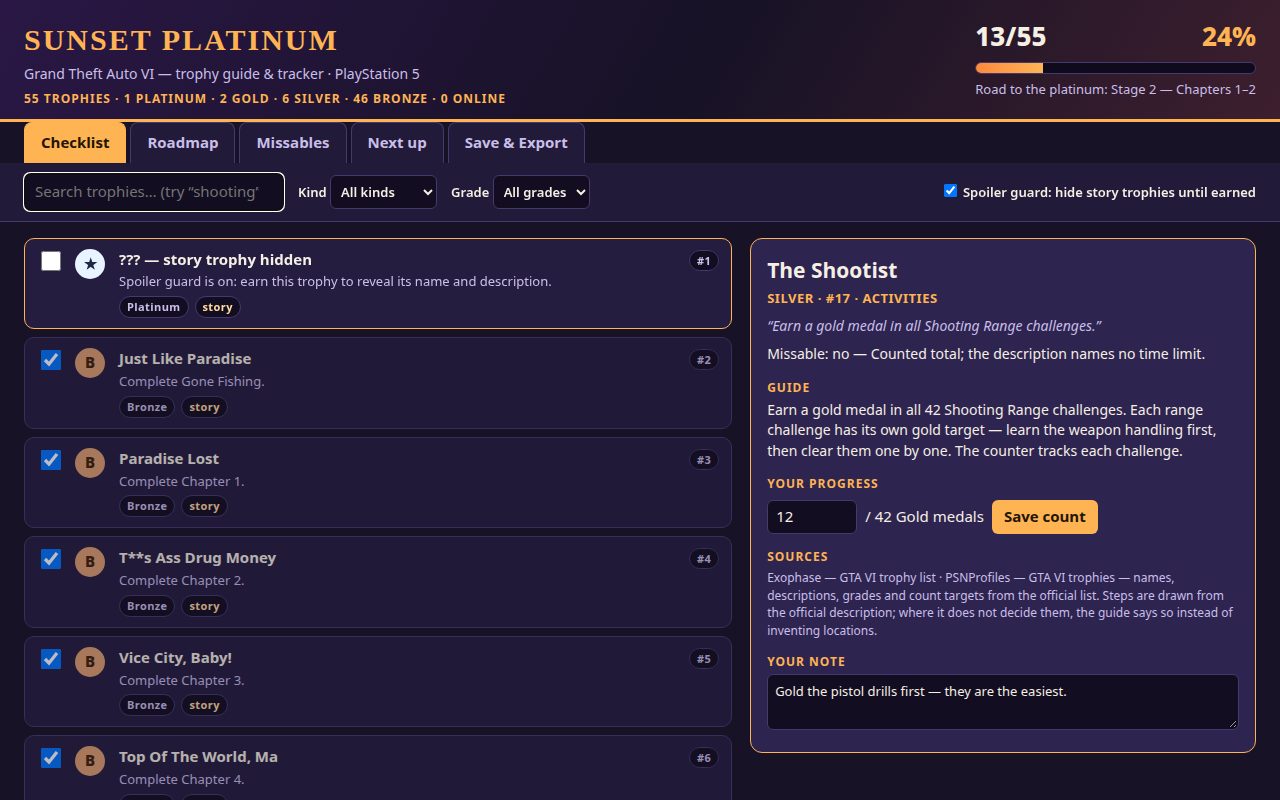 SUNSET PLATINUM
Grand Theft Auto VI — trophy guide & tracker · PlayStation 5
55 TROPHIES · 1 PLATINUM · 2 GOLD · 6 SILVER · 46 BRONZE · 0 ONLINE
13/55
24%
Road to the platinum: Stage 2 — Chapters 1–2
Checklist
Roadmap
Missables
Next up
Save & Export
Search trophies… (try “shooting’
Kind
All kinds
Grade
All grades
Spoiler guard: hide story trophies until earned
★
??? — story trophy hidden
#1
Spoiler guard is on: earn this trophy to reveal its name and description.
Platinum
story
B
Just Like Paradise
#2
Complete Gone Fishing.
Bronze
story
B
Paradise Lost
#3
Complete Chapter 1.
Bronze
story
B
T**s Ass Drug Money
#4
Complete Chapter 2.
Bronze
story
B
Vice City, Baby!
#5
Complete Chapter 3.
Bronze
story
B
Top Of The World, Ma
#6
Complete Chapter 4.
The Shootist
SILVER · #17 · ACTIVITIES
“Earn a gold medal in all Shooting Range challenges.”
Missable: no — Counted total; the description names no time limit.
GUIDE
Earn a gold medal in all 42 Shooting Range challenges. Each range
challenge has its own gold target — learn the weapon handling first,
then clear them one by one. The counter tracks each challenge.
YOUR PROGRESS
12
/ 42 Gold medals
Save count
SOURCES
Exophase — GTA VI trophy list · PSNProfiles — GTA VI trophies — names,
descriptions, grades and count targets from the official list. Steps are drawn from
the official description; where it does not decide them, the guide says so instead of
inventing locations.
YOUR NOTE
Gold the pistol drills first — they are the easiest.